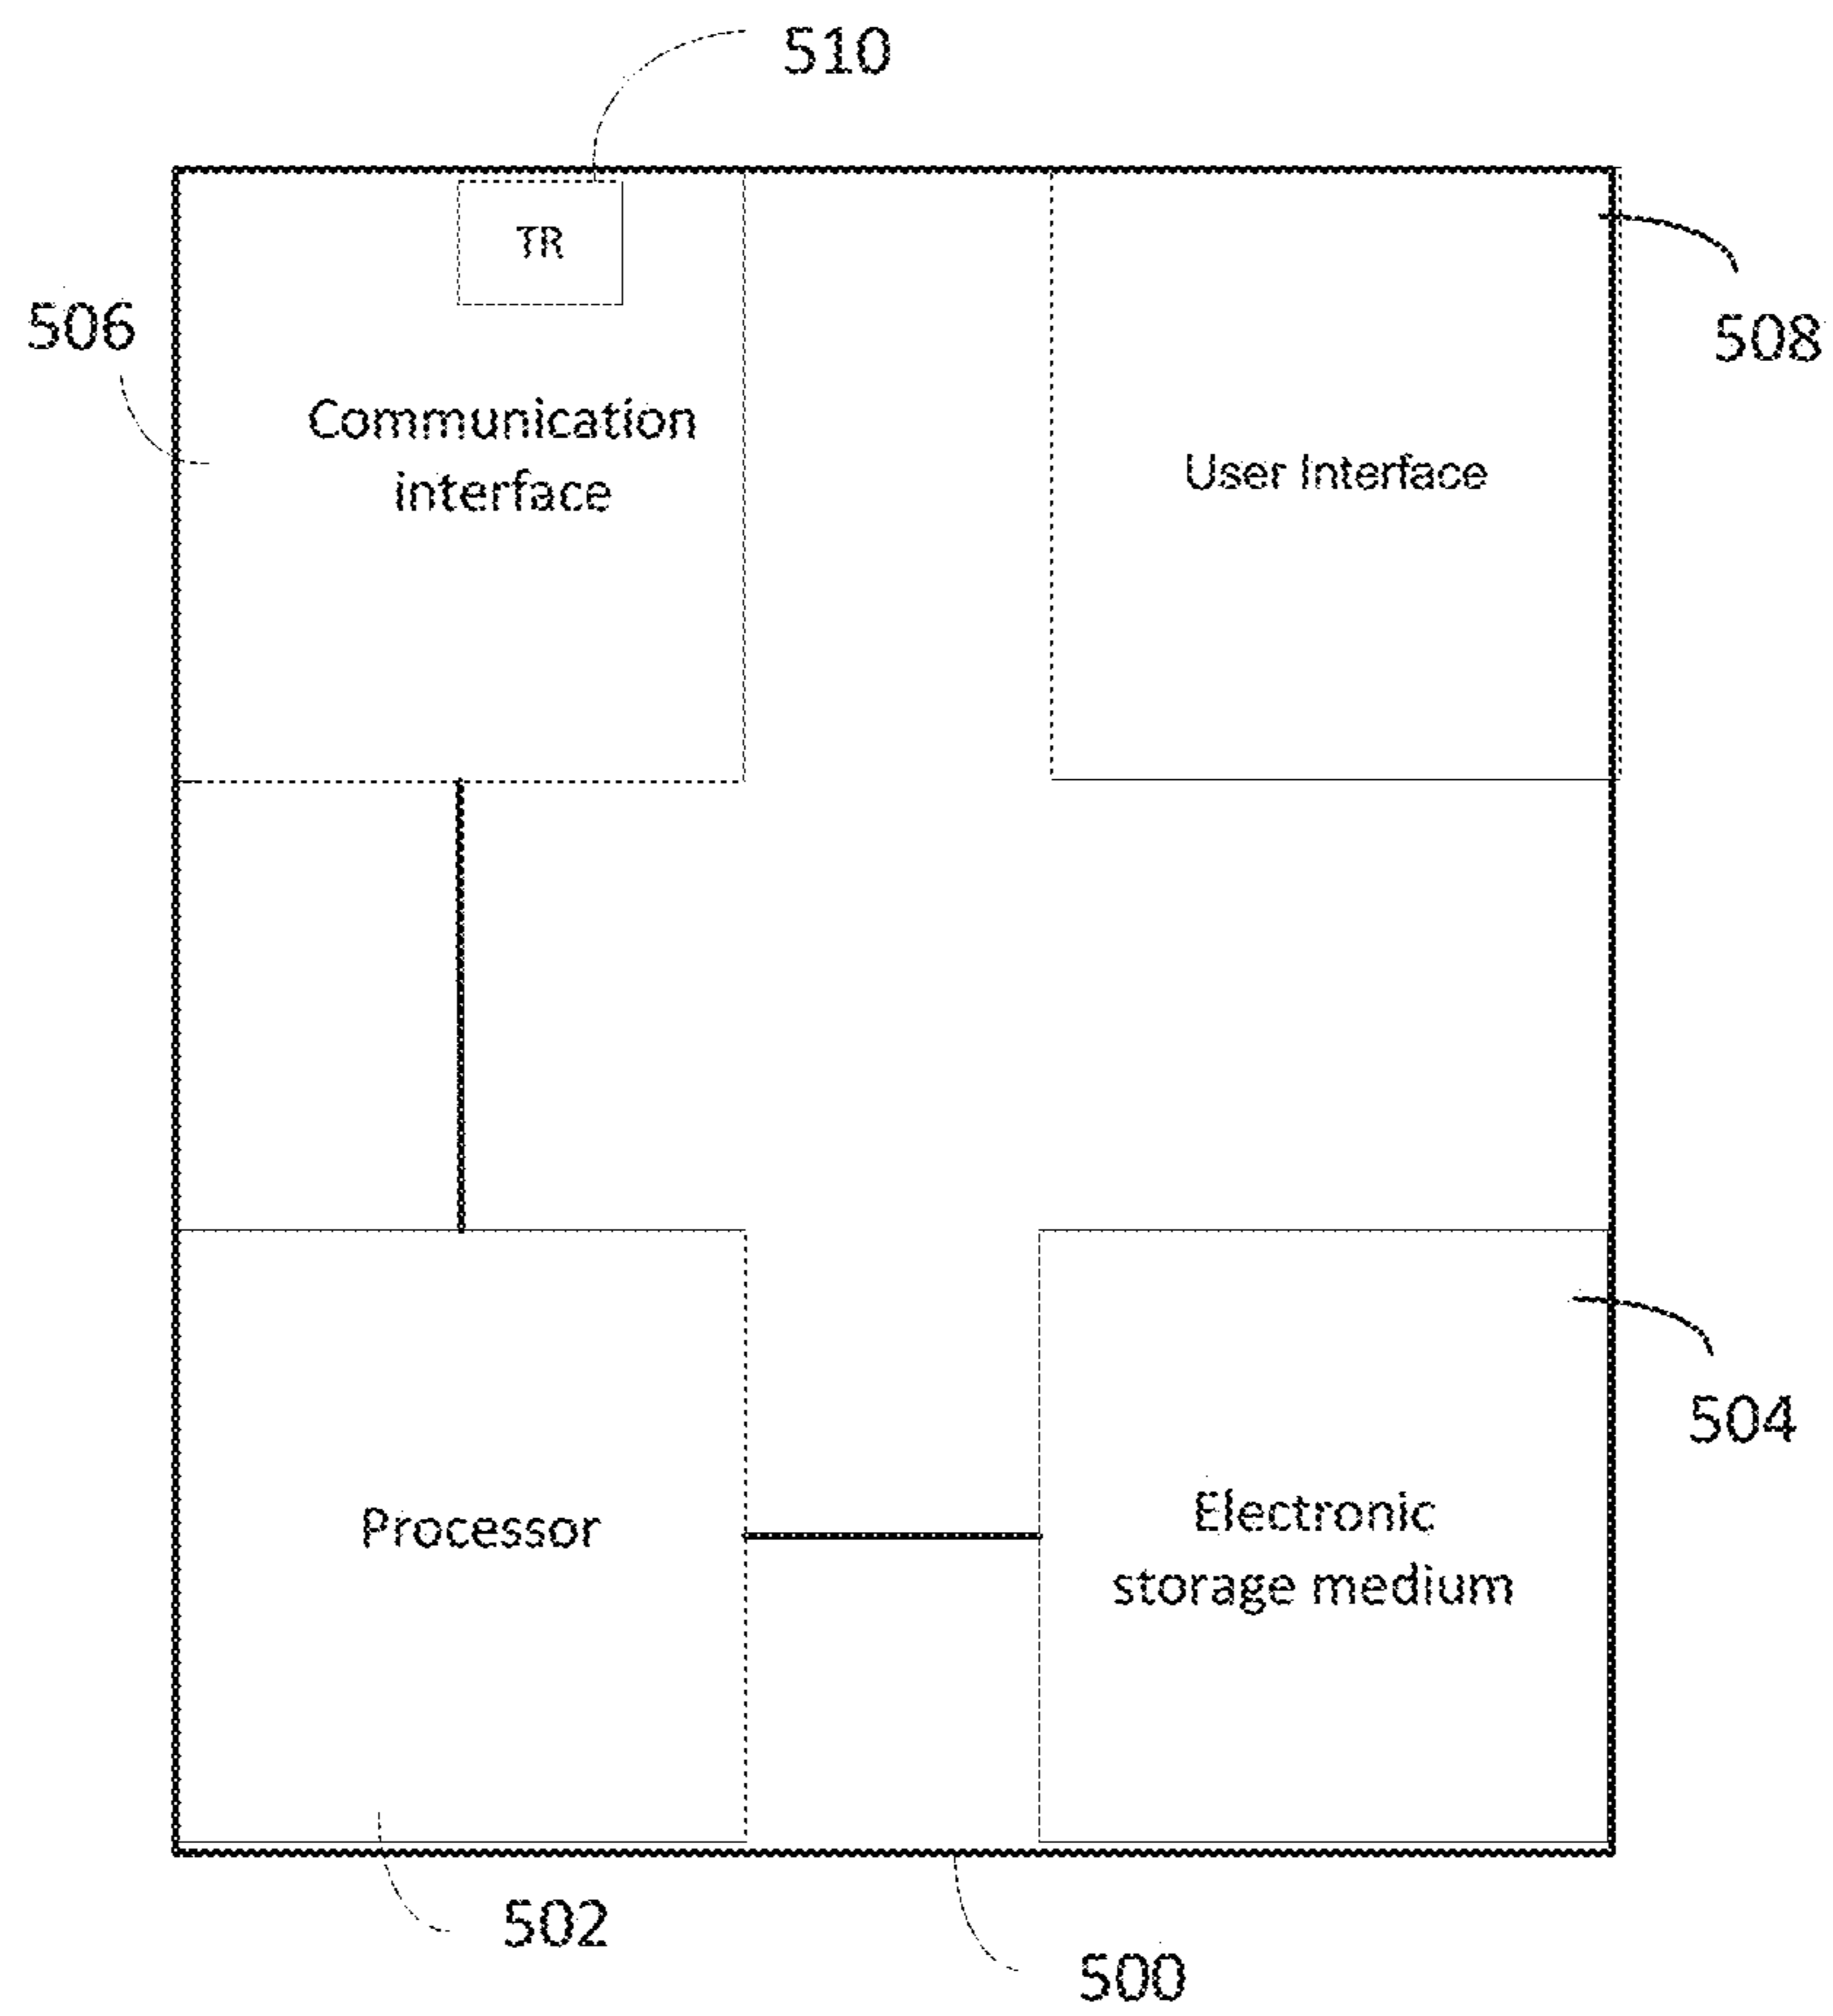 510
TR
506
508
Communication
interface
User Interface
504
Processor
Electronic
storage medium
502
500